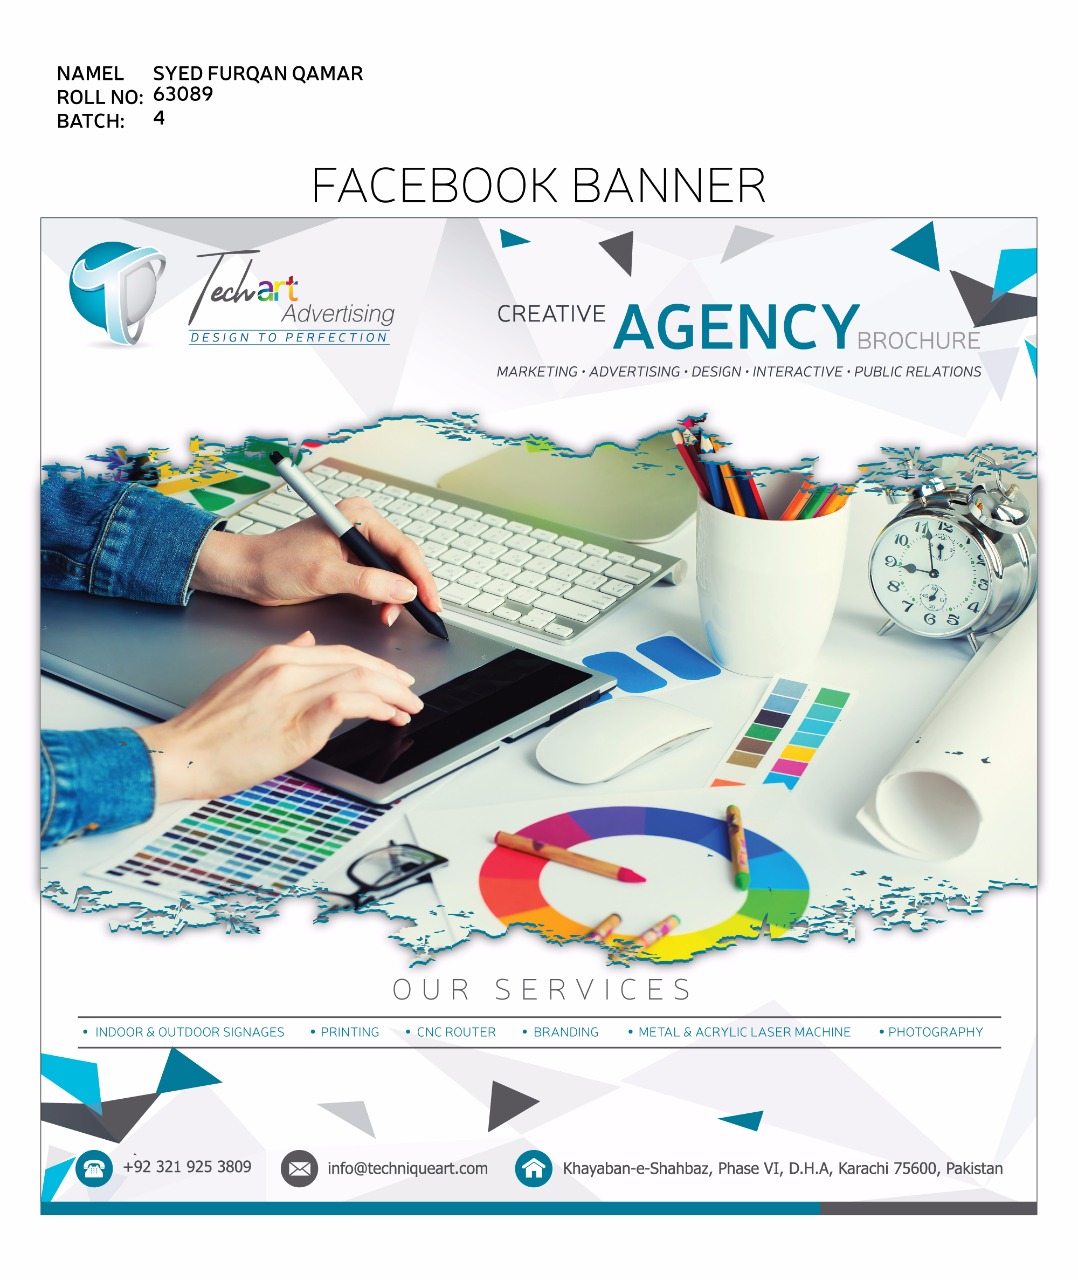 NAMEL SYED FURQAN QAMAR
ROLL NO: 63089
BATCH: 4
FACEBOOK BANNER
Techart
Advertising
DESIGN TO PERFECTION
CREATIVE AGENCY BROCHURE
MARKETING • ADVERTISING • DESIGN • INTERACTIVE • PUBLIC RELATIONS
OUR SERVICES
• INDOOR & OUTDOOR SIGNAGES • PRINTING • CNC ROUTER • BRANDING • METAL & ACRYLIC LASER MACHINE • PHOTOGRAPHY
+92 321 925 3809 info@techniqueart.com Khayaban-e-Shahbaz, Phase VI, D.H.A, Karachi 75600, Pakistan